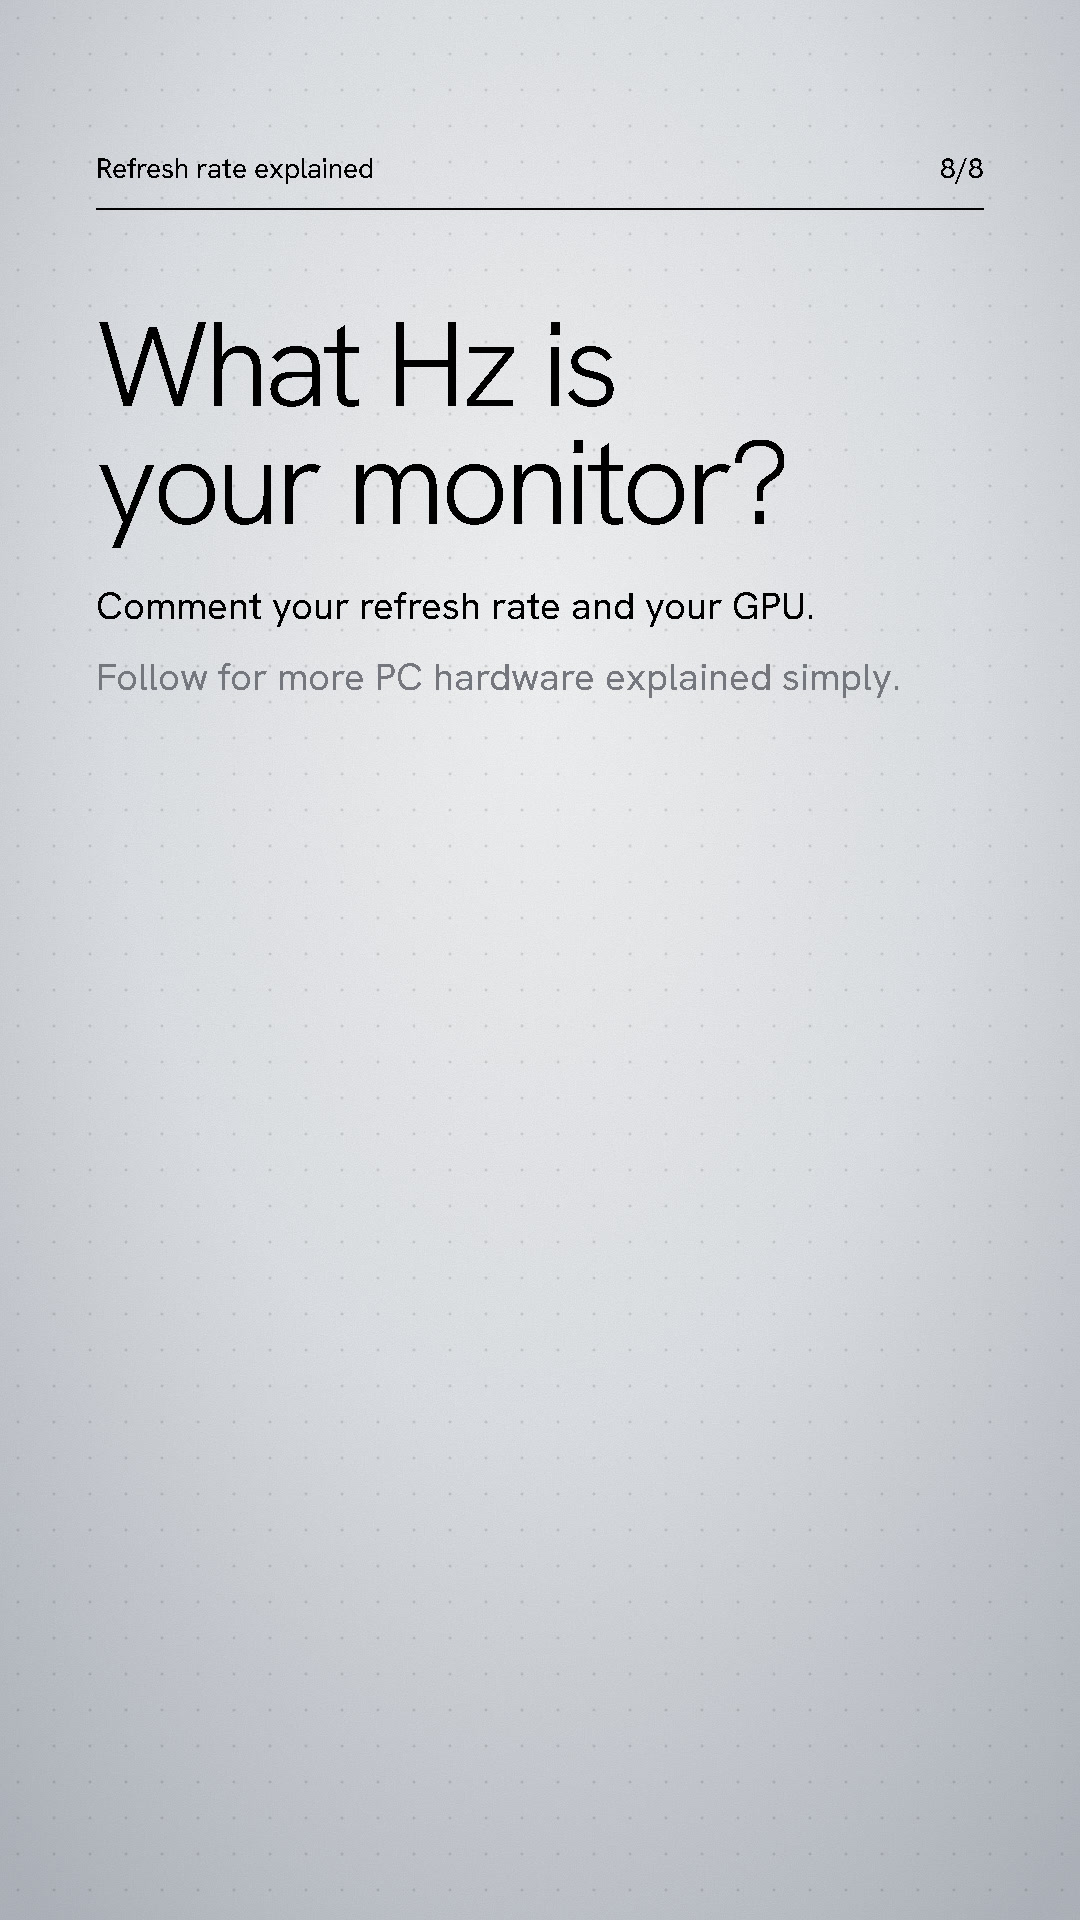 Refresh rate explained
8/8
What Hz is
your monitor?
Comment your refresh rate and your GPU.
Follow for more PC hardware explained simply.